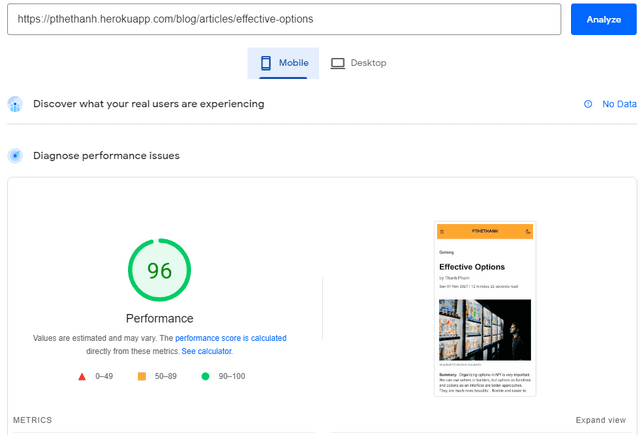 https://pthethanh.herokuapp.com/blog/articles/effective-options
Analyze
Mobile
Desktop
Discover what your real users are experiencing
No Data
Diagnose performance issues
96
Performance
Values are estimated and may vary. The performance score is calculated
directly from these metrics. See calculator.
0–49
50–89
90–100
PTHETHANH
Golang
Effective Options
by Thanh Pham
Sun 07 Nov 2021 | 12 minutes 22 seconds read
Summary Organizing options in API is very important.
We can use setters or builders, but options as functions
and options as an interface are better approaches.
They are much more beautiful, flexible and easier to
METRICS
Expand view